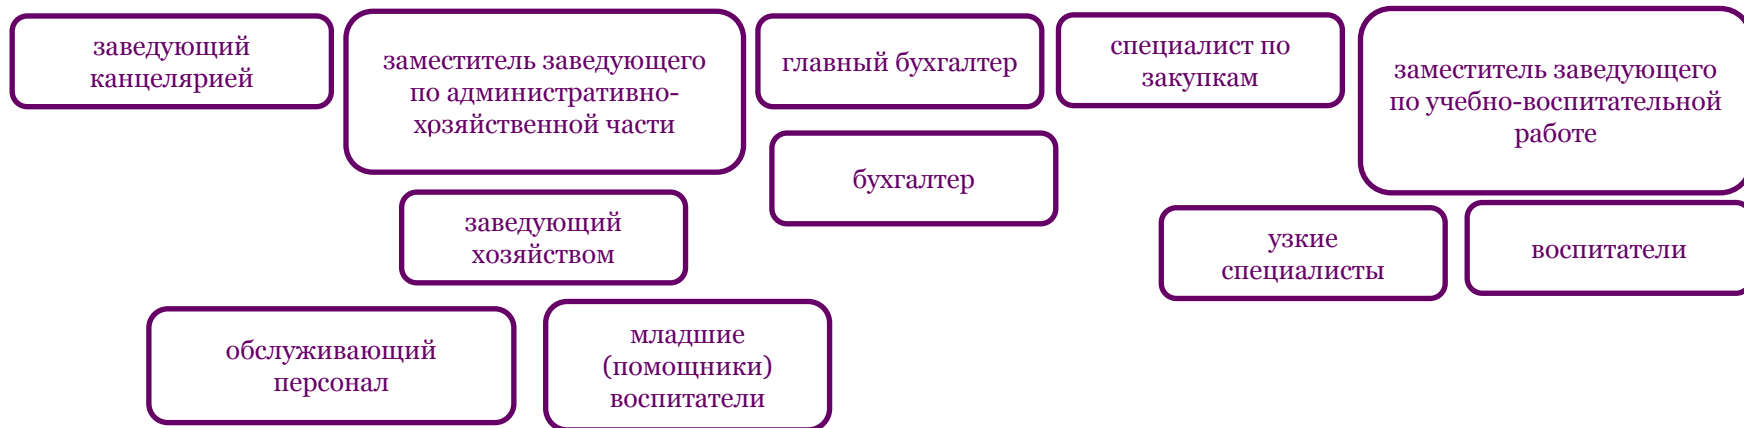 заведующий
канцелярией
заместитель заведующего
по административно-
хозяйственной части
главный бухгалтер
специалист по
закупкам
заместитель заведующего
по учебно-воспитательной
работе
бухгалтер
заведующий
хозяйством
узкие
специалисты
воспитатели
обслуживающий
персонал
младшие
(помощники)
воспитатели